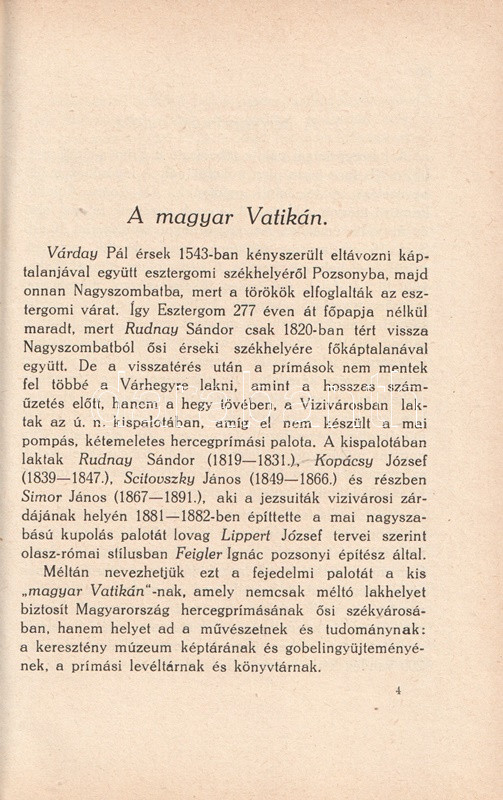 A magyar Vatikán.
Várday Pál érsek 1543-ban kényszerült eltávozni káp-
talanjával együtt esztergomi székhelyéről Pozsonyba, majd
onnan Nagyszombatba, mert a törökök elfoglalták az esz-
tergomi várat. Így Esztergom 277 éven át főpapja nélkül
maradt, mert Rudnay Sándor csak 1820-ban tért vissza
Nagyszombatból ősi érseki székhelyére főkáptalanával
együtt. De a visszatérés után a prímások nem mentek
fel többé a Várhegyre lakni, amint a hosszas szám-
űzetés előtt, hanem a hegy tövében, a Vizivárosban lak-
tak az ú. n. kispalotában, amíg el nem készült a mai
pompás, kétemeletes hercegprímási palota. A kispalotában
laktak Rudnay Sándor (1819—1831.), Kopácsy József
(1839—1847.), Scitovszky János (1849—1866.) és részben
Simor János (1867—1891.), aki a jezsuiták vizivárosi zár-
dájának helyén 1881—1882-ben építtette a mai nagysza-
bású kupolás palotát lovag Lippert József tervei szerint
olasz-római stílusban Feigler Ignác pozsonyi építész által.
Méltán nevezhetjük ezt a fejedelmi palotát a kis
„magyar Vatikán"-nak, amely nemcsak méltó lakhelyet
biztosít Magyarország hercegprímásának ősi székvárosá-
ban, hanem helyet ad a művészetnek és tudománynak:
a keresztény múzeum képtárának és gobelingyüjteményé-
nek, a prímási levéltárnak és könyvtárnak.
4